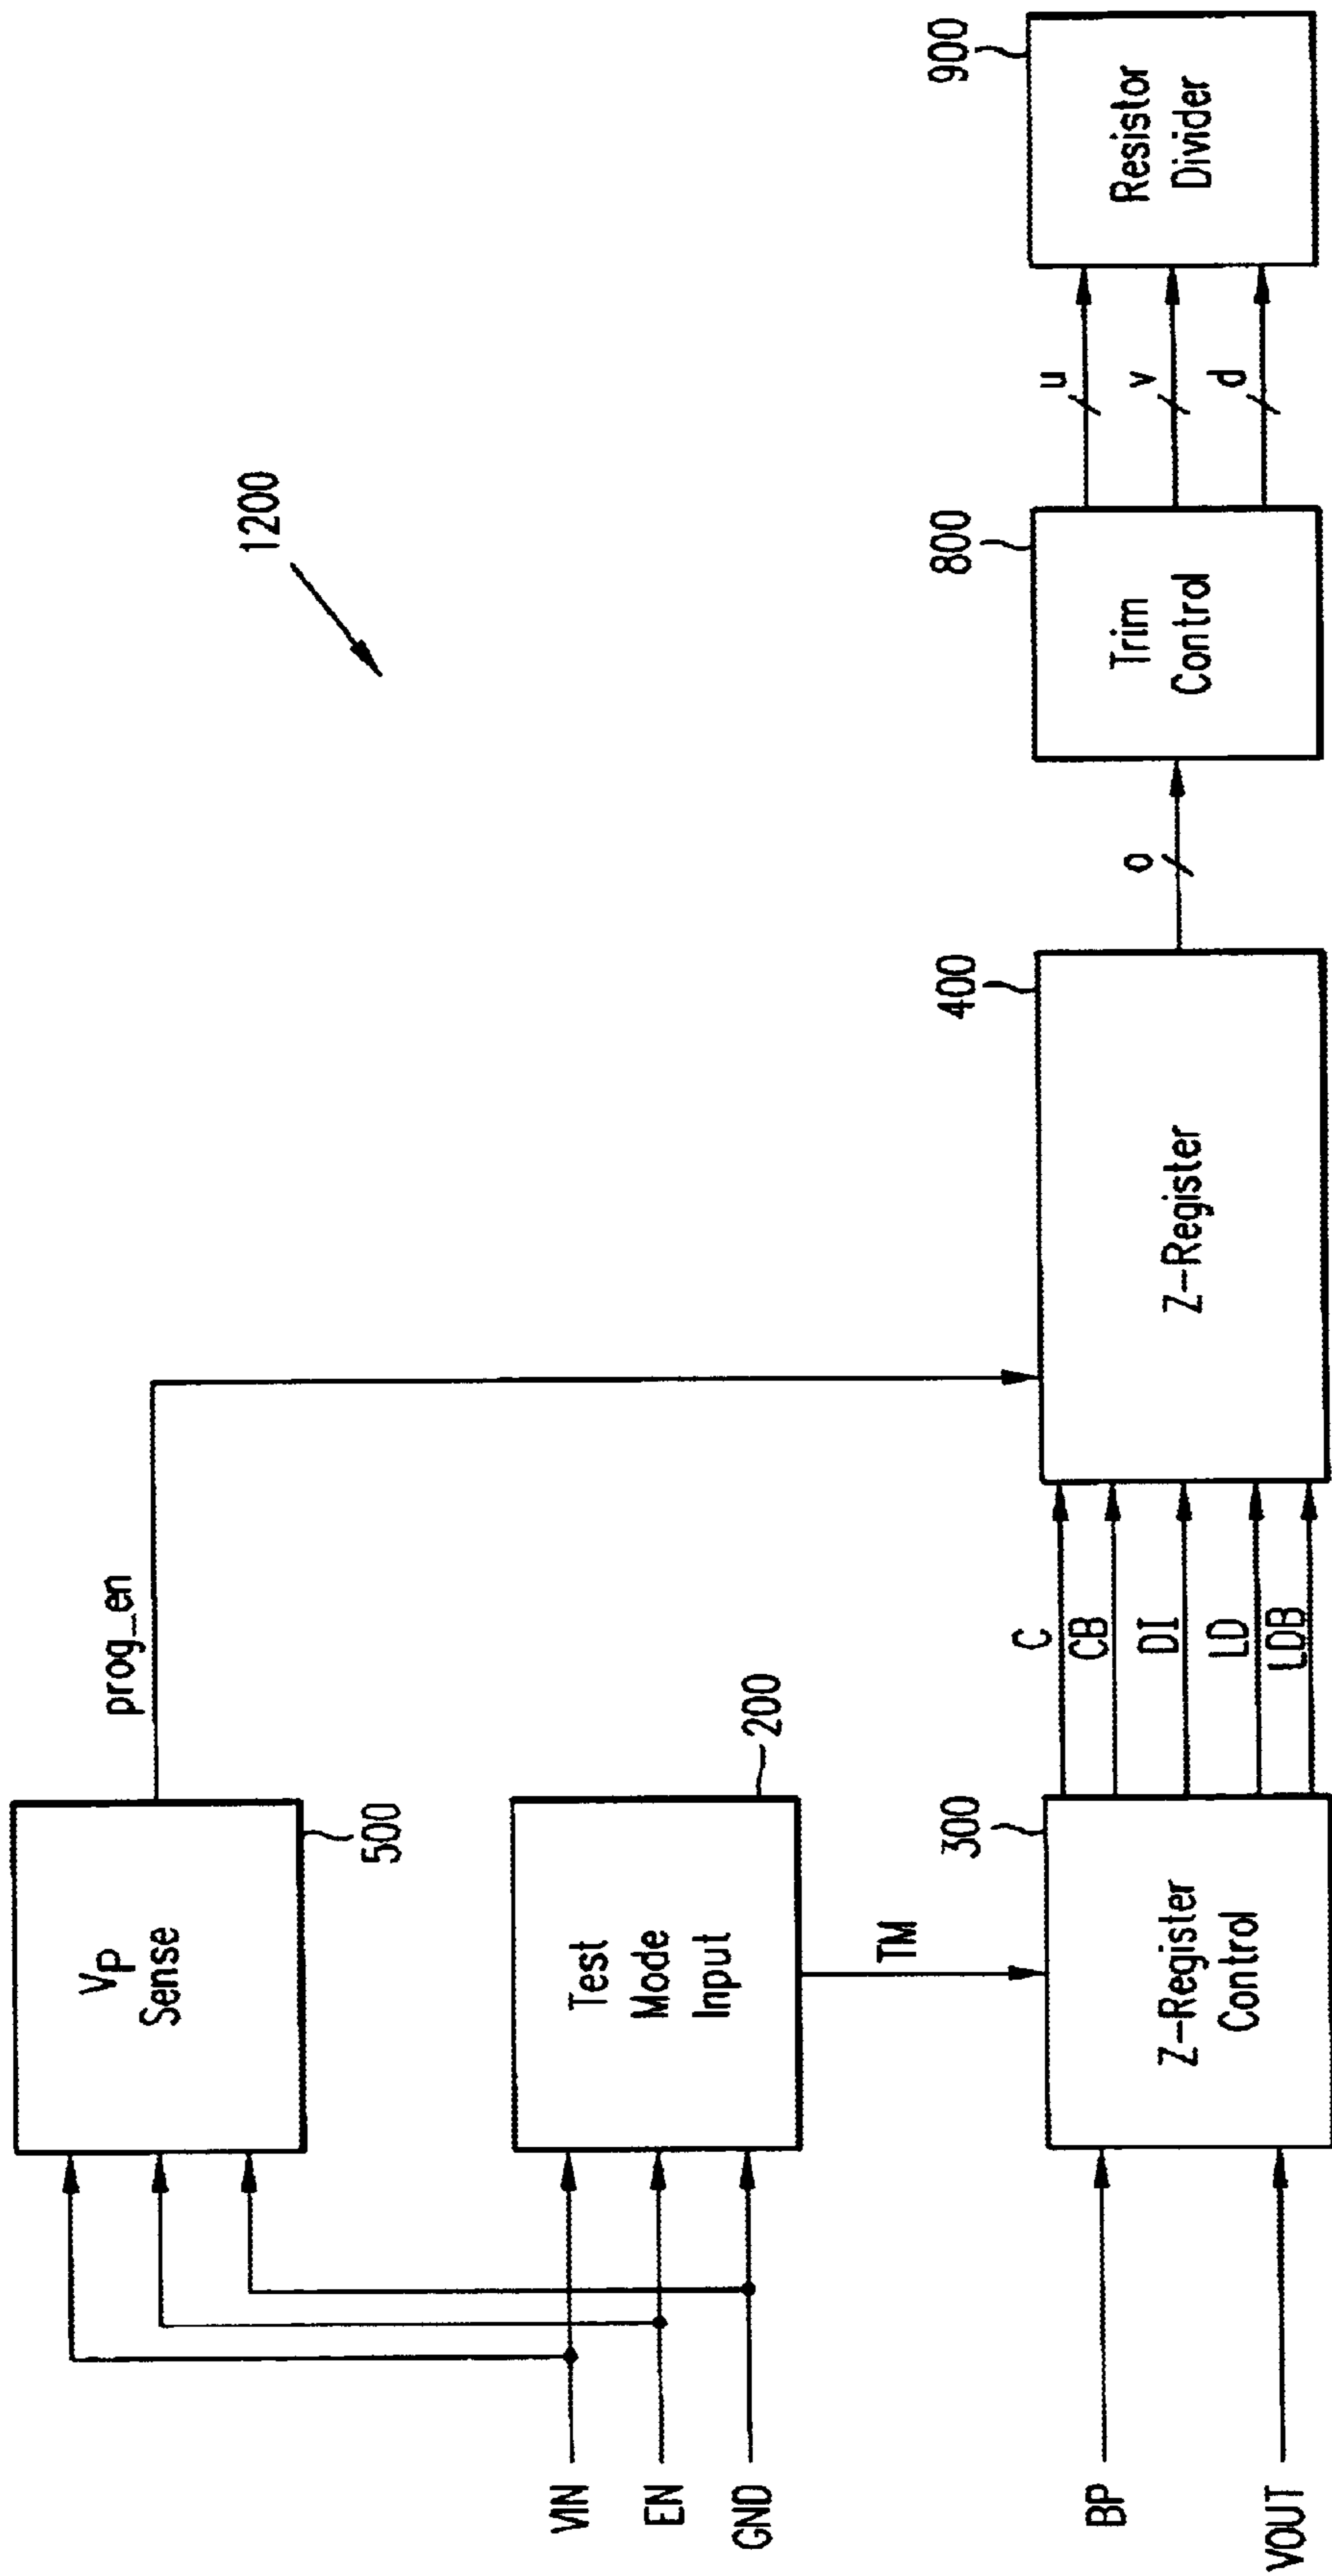 1200
Vp
Sense
500
prog_en
Test
Mode
Input
200
VIN
EN
GND
TM
BP
VOUT
Z-Register
Control
300
C
CB
DI
LD
LDB
Z-Register
400
o
Trim
Control
800
u
v
d
Resistor
Divider
900